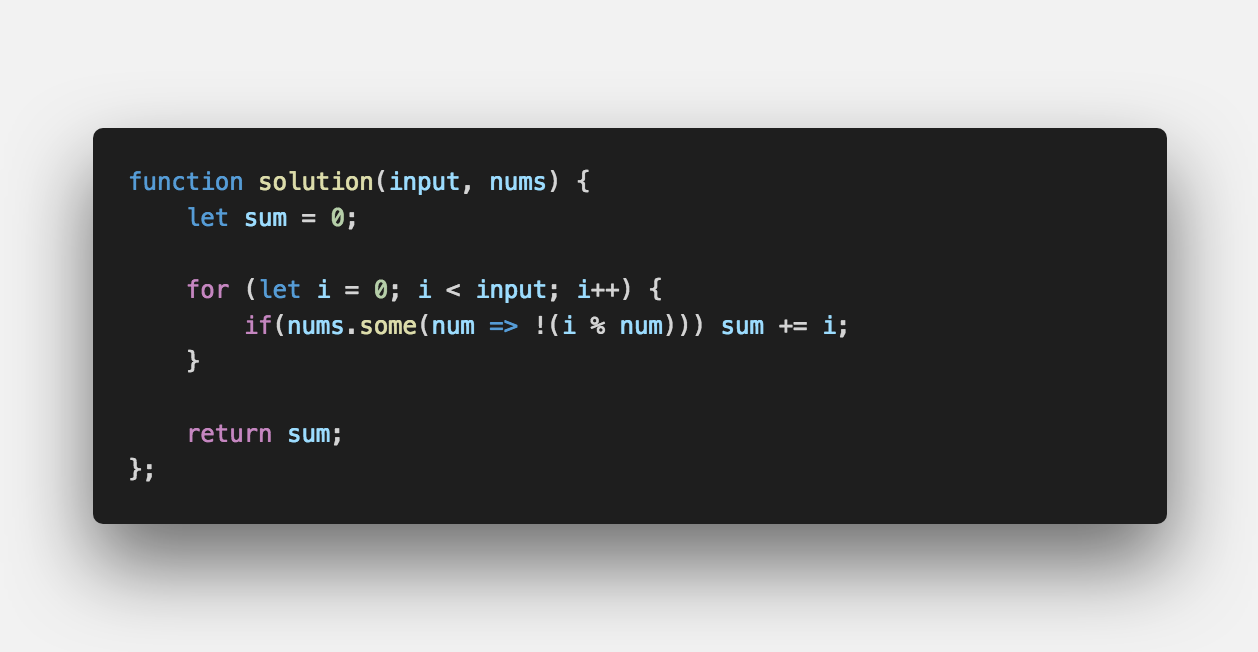 function solution(input, nums) {
    let sum = 0;

    for (let i = 0; i < input; i++) {
        if(nums.some(num => !(i % num))) sum += i;
    }

    return sum;
};